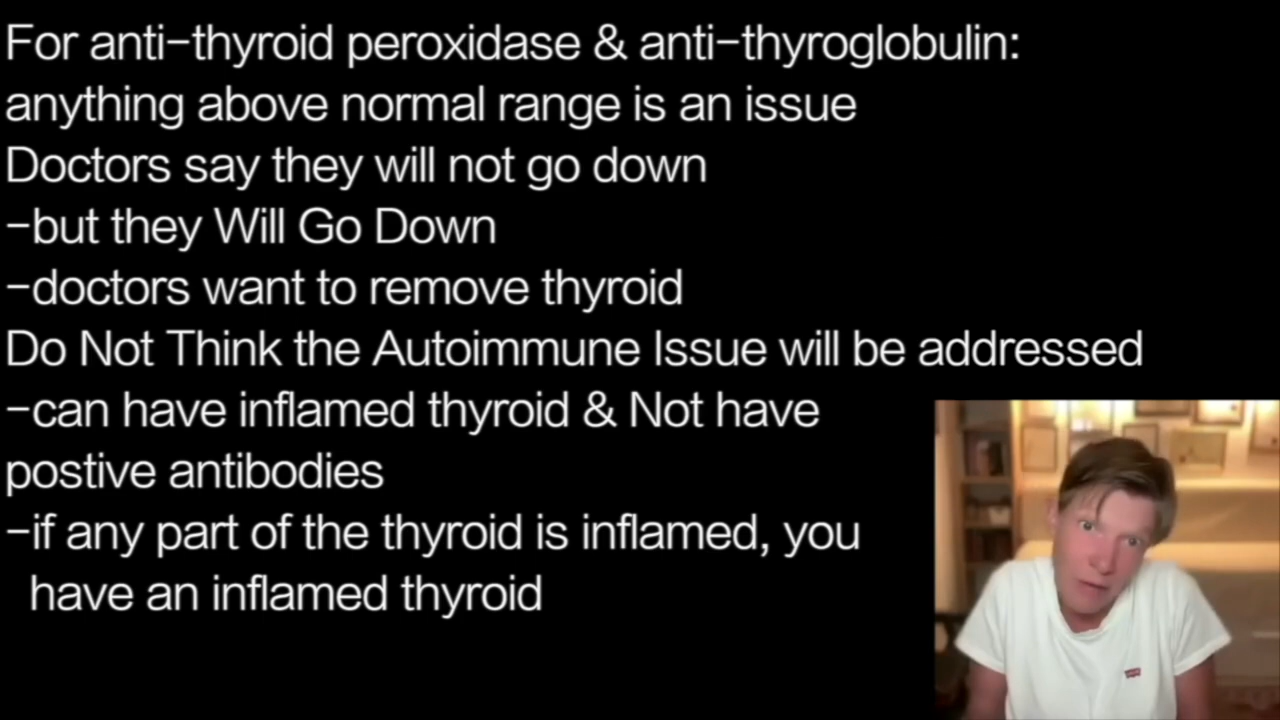 For anti-thyroid peroxidase & anti-thyroglobulin:
anything above normal range is an issue
Doctors say they will not go down
-but they Will Go Down
-doctors want to remove thyroid
Do Not Think the Autoimmune Issue will be addressed
-can have inflamed thyroid & Not have
postive antibodies
-if any part of the thyroid is inflamed, you
have an inflamed thyroid